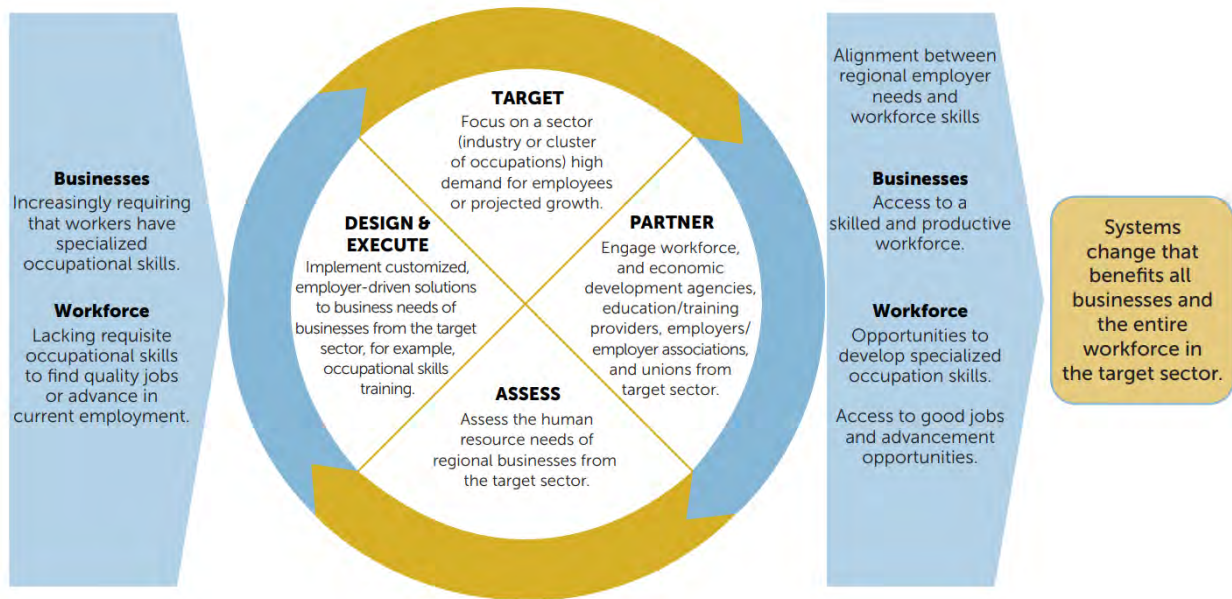 Businesses
Increasingly requiring
that workers have
specialized
occupational skills.
Workforce
Lacking requisite
occupational skills
to find quality jobs
or advance in
current employment.
TARGET
Focus on a sector
(industry or cluster
of occupations) high
demand for employees
or projected growth.
PARTNER
Engage workforce,
and economic
development agencies,
education/training
providers, employers/
employer associations,
and unions from
target sector.
ASSESS
Assess the human
resource needs of
regional businesses from
the target sector.
DESIGN &
EXECUTE
Implement customized,
employer-driven solutions
to business needs of
businesses from the target
sector, for example,
occupational skills
training.
Alignment between
regional employer
needs and
workforce skills
Businesses
Access to a
skilled and productive
workforce.
Workforce
Opportunities to
develop specialized
occupation skills.
Access to good jobs
and advancement
opportunities.
Systems
change that
benefits all
businesses and
the entire
workforce in
the target sector.